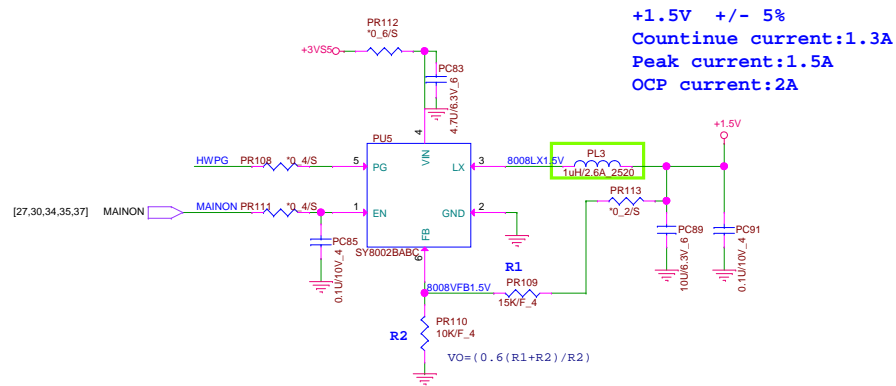 +1.5V +/- 5%
Countinue current:1.3A
Peak current:1.5A
OCP current:2A
PR112
*0_6/S
+3VS5
PC83
4.7U/6.3V_6
+1.5V
PU5
4
VIN
HWPG
PR108
*0_4/S
5
PG
LX
3
8008LX1.5V
PL3
1uH/2.6A_2520
[27,30,34,35,37]
MAINON
MAINON
PR111
*0_4/S
1
EN
GND
2
PR113
*0_2/S
PC85
0.1U/10V_4
FB
SY8002BABC
6
PC89
10U/6.3V_6
PC91
0.1U/10V_4
R1
8008VFB1.5V
PR109
15K/F_4
R2
PR110
10K/F_4
VO=(0.6(R1+R2)/R2)